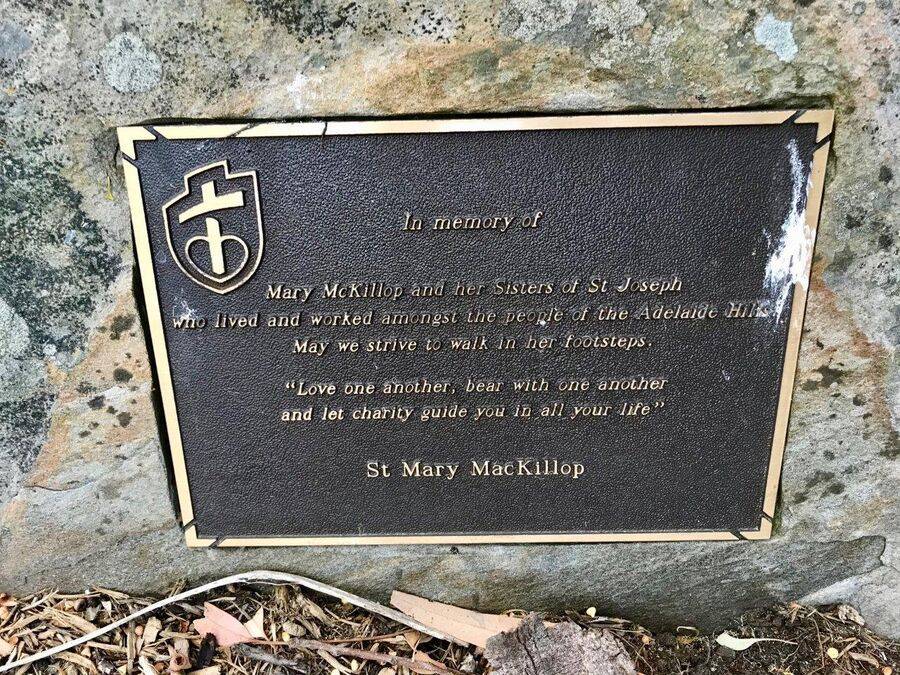 In memory of
Mary McKillop and her Sisters of St Joseph
who lived and worked amongst the people of the Adelaide Hills
May we strive to walk in her footsteps.
“Love one another, bear with one another
and let charity guide you in all your life”
St Mary MacKillop